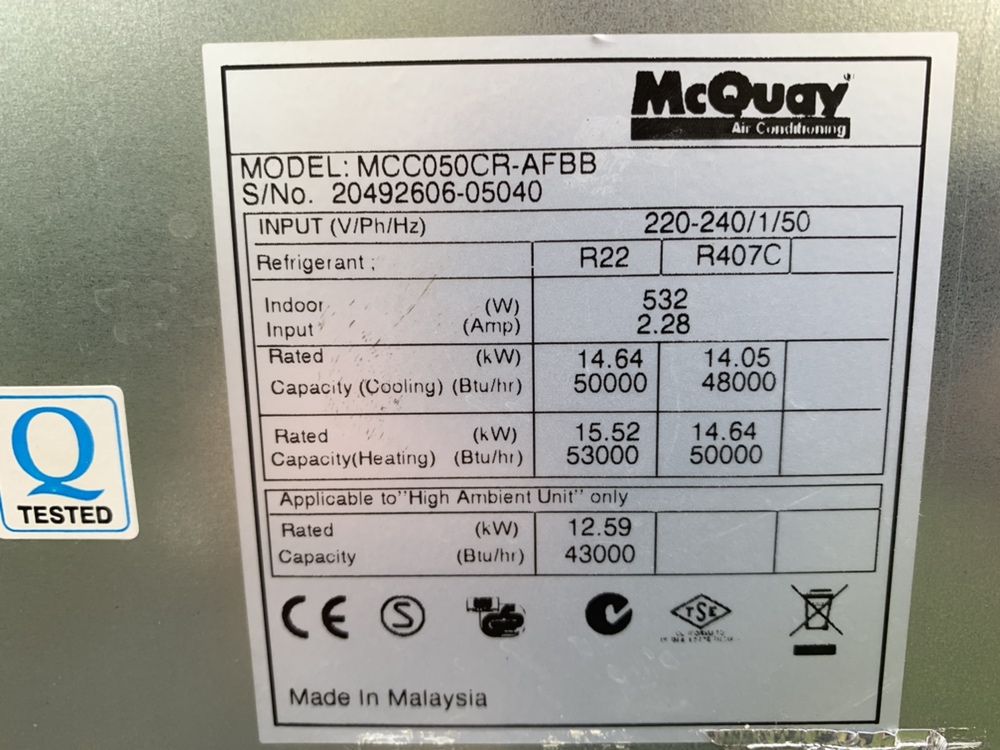 McQuay
Air Conditioning
MODEL: MCC050CR-AFBB
S/No. 20492606-05040
INPUT (V/Ph/Hz) 220-240/1/50
Refrigerant ; R22 R407C
Indoor (W) 532
Input (Amp) 2.28
Rated (kW) 14.64 14.05
Capacity (Cooling) (Btu/hr) 50000 48000
Rated (kW) 15.52 14.64
Capacity(Heating) (Btu/hr) 53000 50000
Applicable to"High Ambient Unit" only
Rated (kW) 12.59
Capacity (Btu/hr) 43000
CE S TSE
Made In Malaysia
Q
TESTED